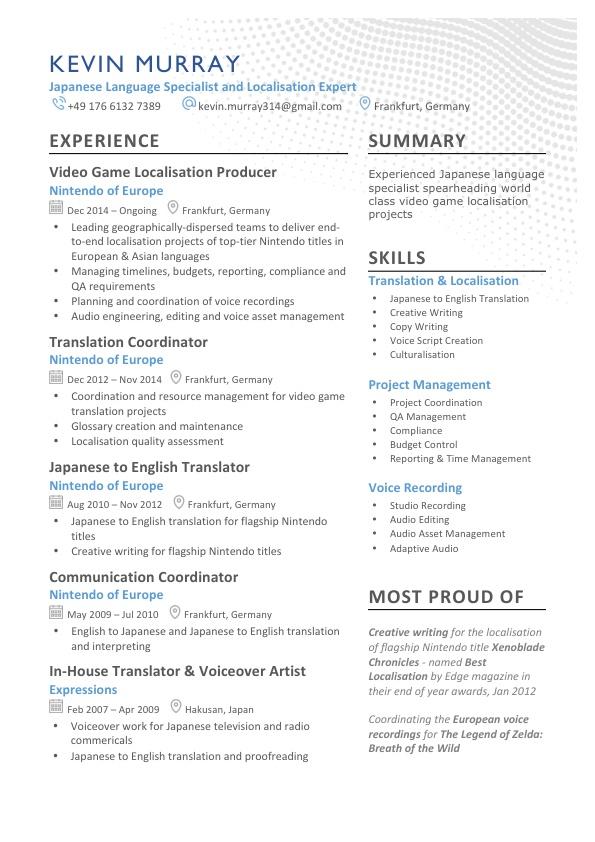 KEVIN MURRAY
Japanese Language Specialist and Localisation Expert
+49 176 6132 7389 kevin.murray314@gmail.com Frankfurt, Germany
EXPERIENCE
Video Game Localisation Producer
Nintendo of Europe
Dec 2014 – Ongoing Frankfurt, Germany
• Leading geographically-dispersed teams to deliver end-
to-end localisation projects of top-tier Nintendo titles in
European & Asian languages
• Managing timelines, budgets, reporting, compliance and
QA requirements
• Planning and coordination of voice recordings
• Audio engineering, editing and voice asset management
Translation Coordinator
Nintendo of Europe
Dec 2012 – Nov 2014 Frankfurt, Germany
• Coordination and resource management for video game
translation projects
• Glossary creation and maintenance
• Localisation quality assessment
Japanese to English Translator
Nintendo of Europe
Aug 2010 – Nov 2012 Frankfurt, Germany
• Japanese to English translation for flagship Nintendo
titles
• Creative writing for flagship Nintendo titles
Communication Coordinator
Nintendo of Europe
May 2009 – Jul 2010 Frankfurt, Germany
• English to Japanese and Japanese to English translation
and interpreting
In-House Translator & Voiceover Artist
Expressions
Feb 2007 – Apr 2009 Hakusan, Japan
• Voiceover work for Japanese television and radio
commericals
• Japanese to English translation and proofreading
SUMMARY
Experienced Japanese language
specialist spearheading world
class video game localisation
projects
SKILLS
Translation & Localisation
• Japanese to English Translation
• Creative Writing
• Copy Writing
• Voice Script Creation
• Culturalisation
Project Management
• Project Coordination
• QA Management
• Compliance
• Budget Control
• Reporting & Time Management
Voice Recording
• Studio Recording
• Audio Editing
• Audio Asset Management
• Adaptive Audio
MOST PROUD OF
Creative writing for the localisation
of flagship Nintendo title Xenoblade
Chronicles - named Best
Localisation by Edge magazine in
their end of year awards, Jan 2012
Coordinating the European voice
recordings for The Legend of Zelda:
Breath of the Wild